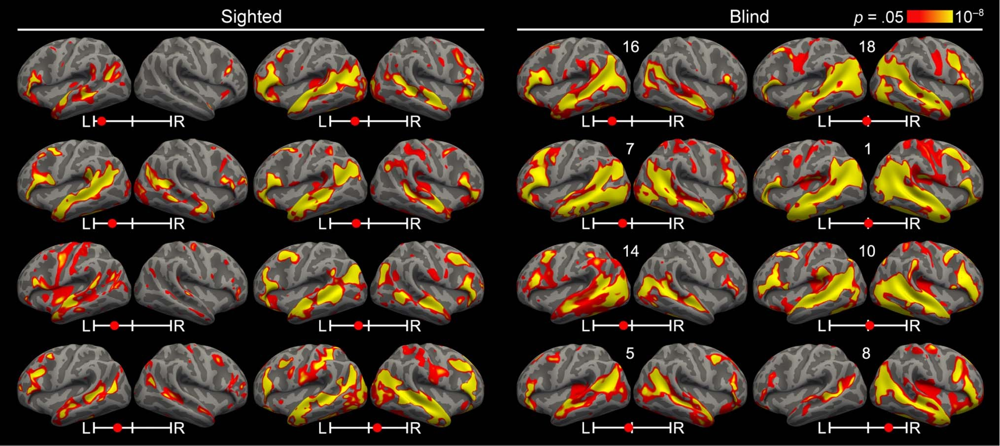 Sighted
Blind
p = .05 10⁻⁸
16 18
L R L R L R L R
7 1
L R L R L R L R
14 10
L R L R L R L R
5 8
L R L R L R L R